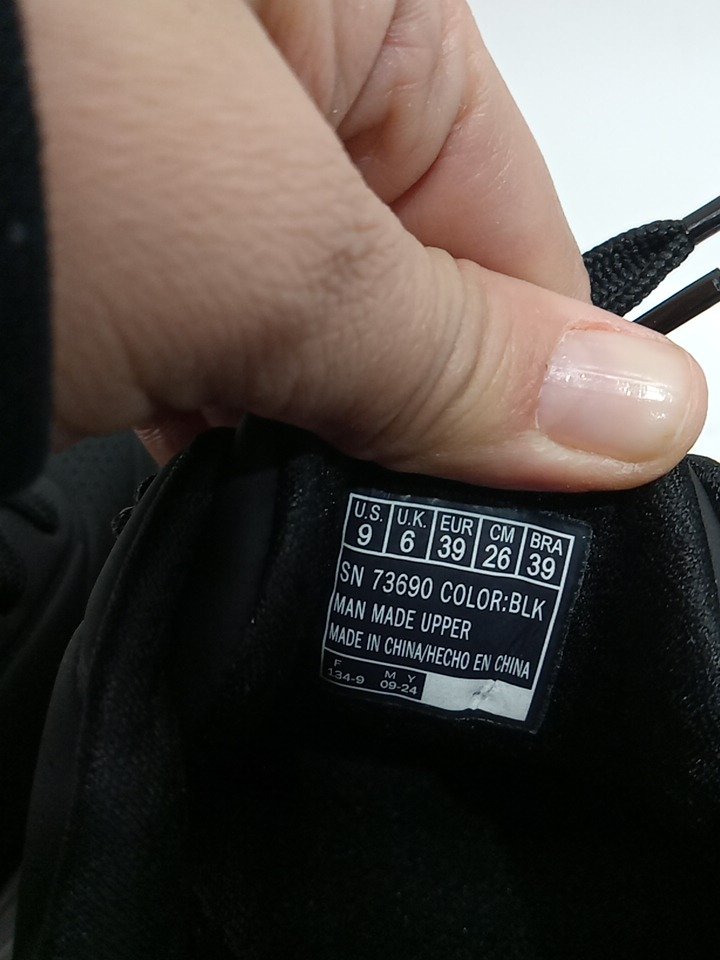 U.S. U.K. EUR CM BRA
9 6 39 26 39
SN 73690 COLOR:BLK
MAN MADE UPPER
MADE IN CHINA/HECHO EN CHINA
F M Y
134-9 09-24